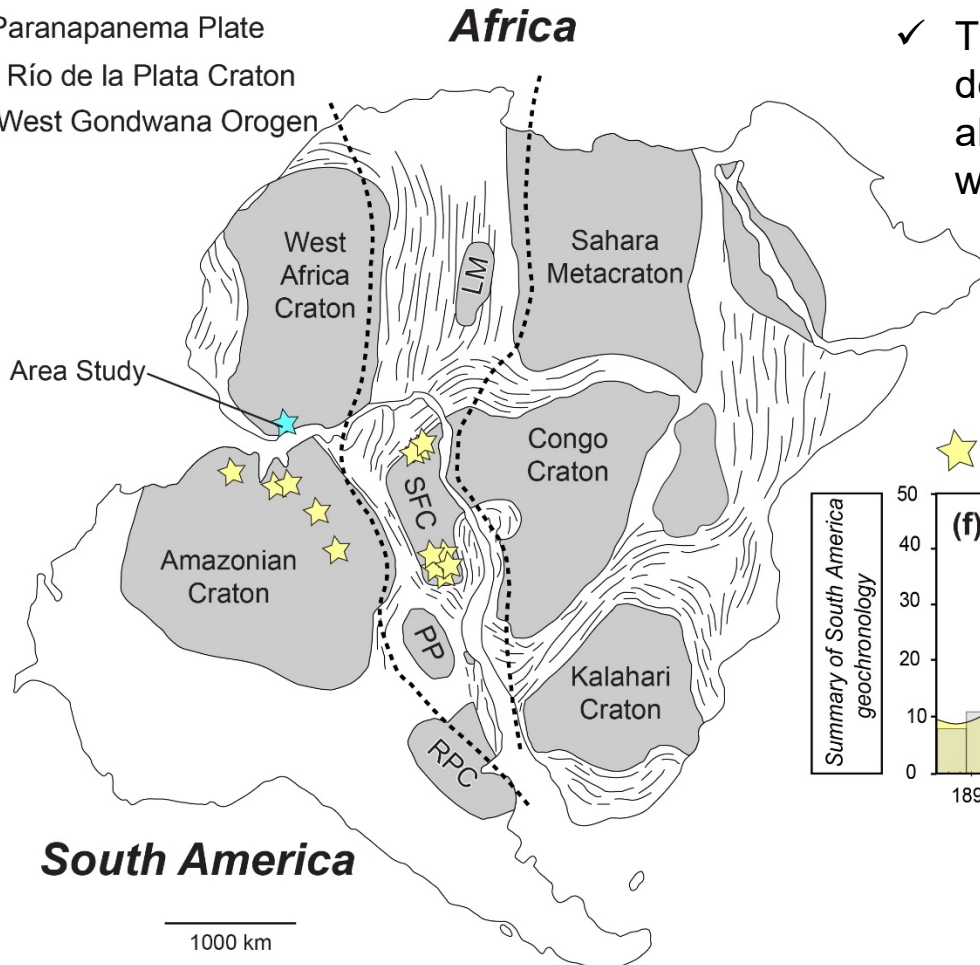 Paranapanema Plate
Río de la Plata Craton
West Gondwana Orogen
Africa
✓ T
West
Africa
Craton
LM
Sahara
Metacraton
Area Study
Congo
Craton
SFC
Amazonian
Craton
PP
Kalahari
Craton
RPC
South America
1000 km
Summary of South America
geochronology
50
40
30
20
10
0
(f)
189